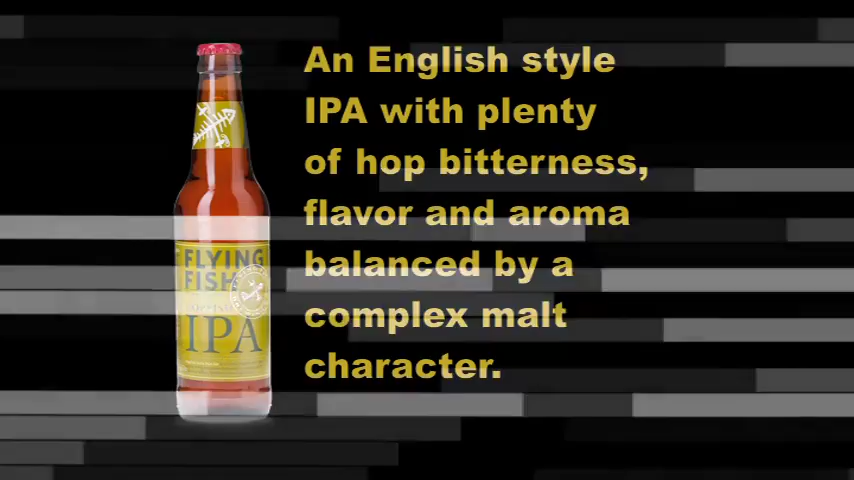 An English style
IPA with plenty
of hop bitterness,
flavor and aroma
balanced by a
complex malt
character.
FLYING
FISH
IPA